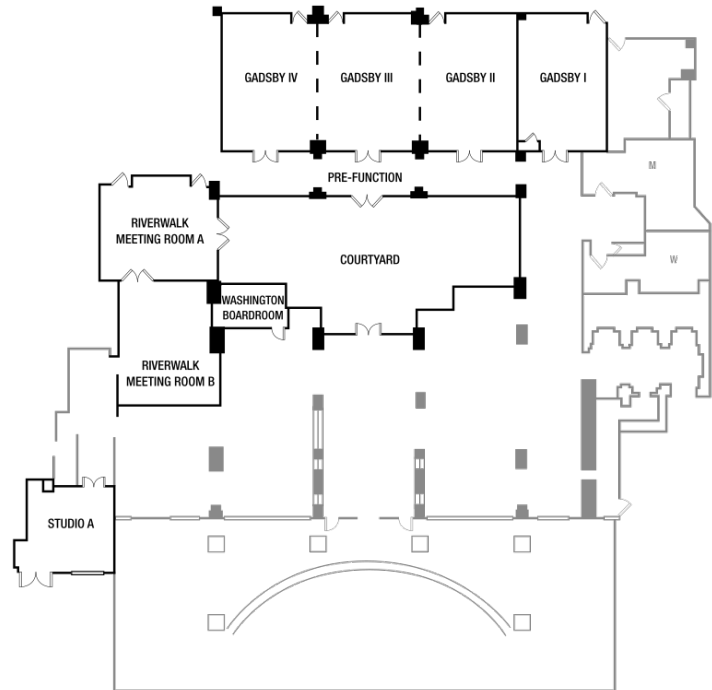 GADSBY IV
GADSBY III
GADSBY II
GADSBY I
M
PRE-FUNCTION
RIVERWALK
MEETING ROOM A
COURTYARD
W
WASHINGTON
BOARDROOM
RIVERWALK
MEETING ROOM B
STUDIO A